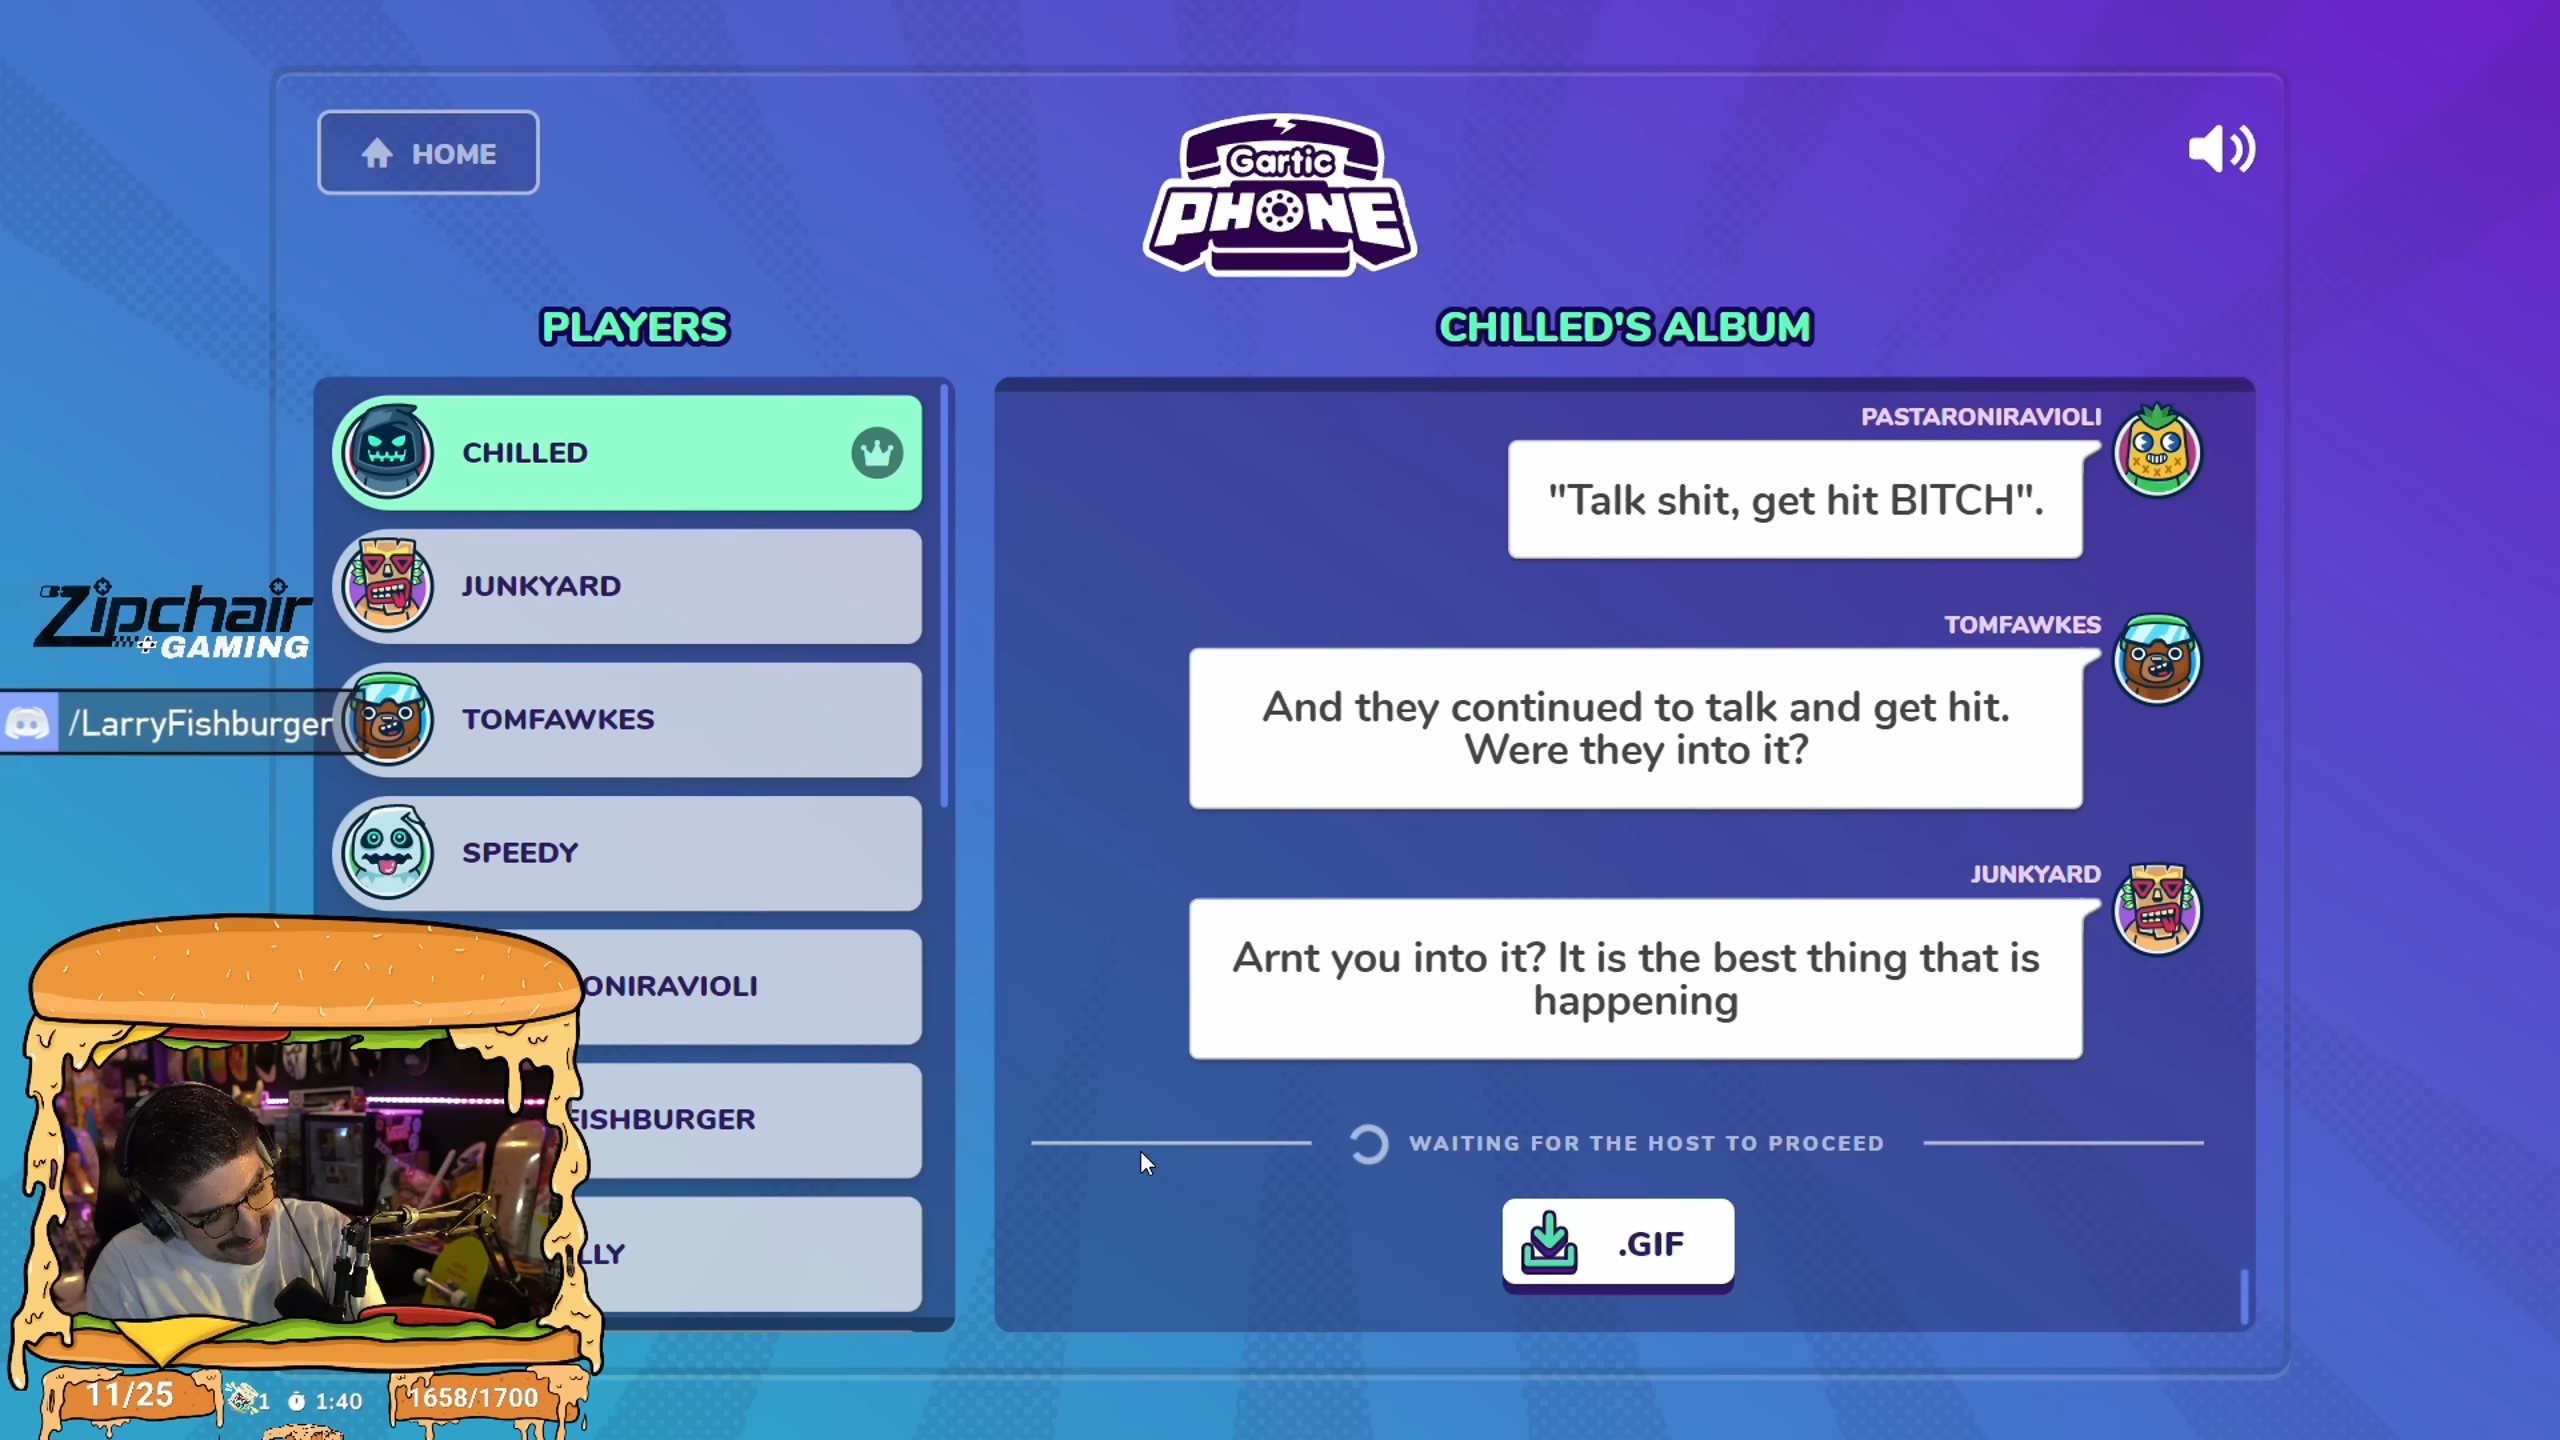 HOME
Gartic
PHONE
PLAYERS
CHILLED
JUNKYARD
TOMFAWKES
SPEEDY
ONIRAVIOLI
FISHBURGER
LLY
CHILLED'S ALBUM
PASTARONIRAVIOLI
"Talk shit, get hit BITCH".
TOMFAWKES
And they continued to talk and get hit.
Were they into it?
JUNKYARD
Arnt you into it? It is the best thing that is
happening
WAITING FOR THE HOST TO PROCEED
.GIF
Zipchair
GAMING
/LarryFishburger
11/25
1
1:40
1658/1700